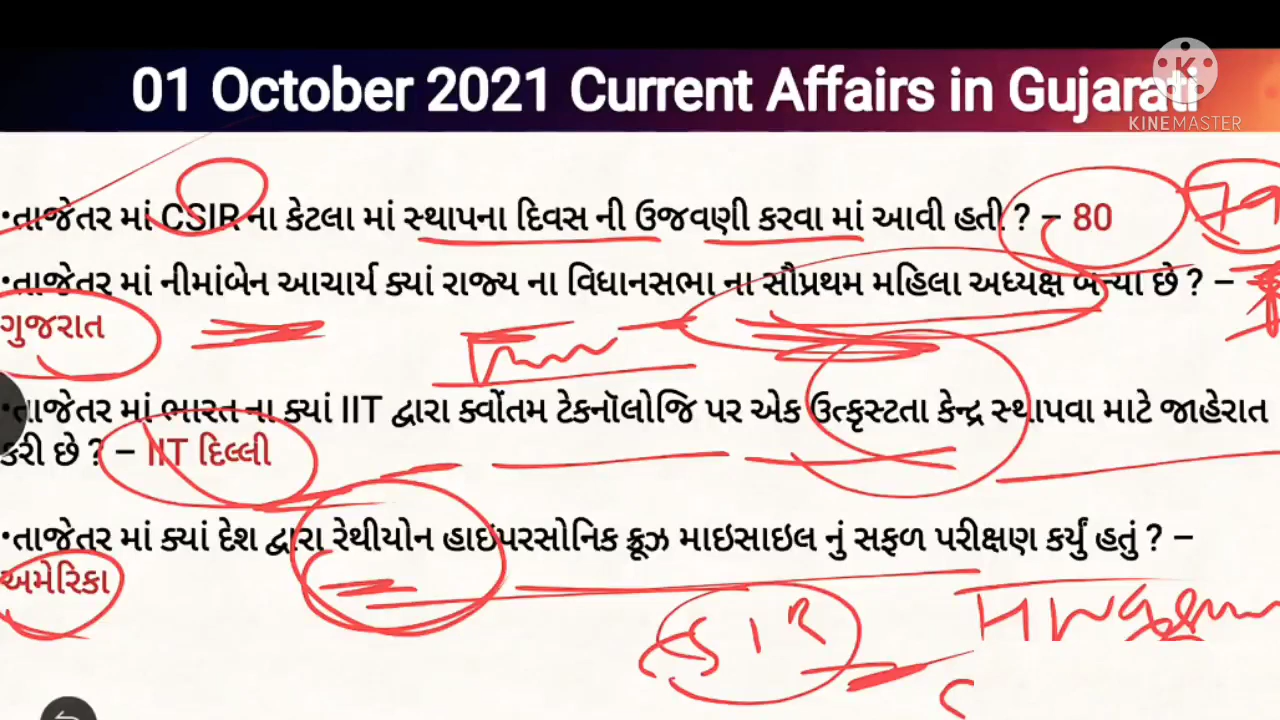 01 October 2021 Current Affairs in Gujarati
KINEMASTER
•તાજેતર માં CSIR ના કેટલા માં સ્થાપના દિવસ ની ઉજવણી કરવા માં આવી હતી ? – 80
79
•તાજેતર માં નીમાંબેન આચાર્ય ક્યાં રાજ્ય ના વિધાનસભા ના સૌપ્રથમ મહિલા અધ્યક્ષ બન્યા છે ? –
ગુજરાત
•તાજેતર માં ભારત ના ક્યાં IIT દ્વારા ક્વોંતમ ટેકનૉલોજિ પર એક ઉત્કૃસ્ટતા કેન્દ્ર સ્થાપવા માટે જાહેરાત
કરી છે ? – IIT દિલ્લી
•તાજેતર માં ક્યાં દેશ દ્વારા રેથીયોન હાઇપરસોનિક ક્રૂઝ માઇસાઇલ નું સફળ પરીક્ષણ કર્યું હતું ? –
અમેરિકા
CSIR